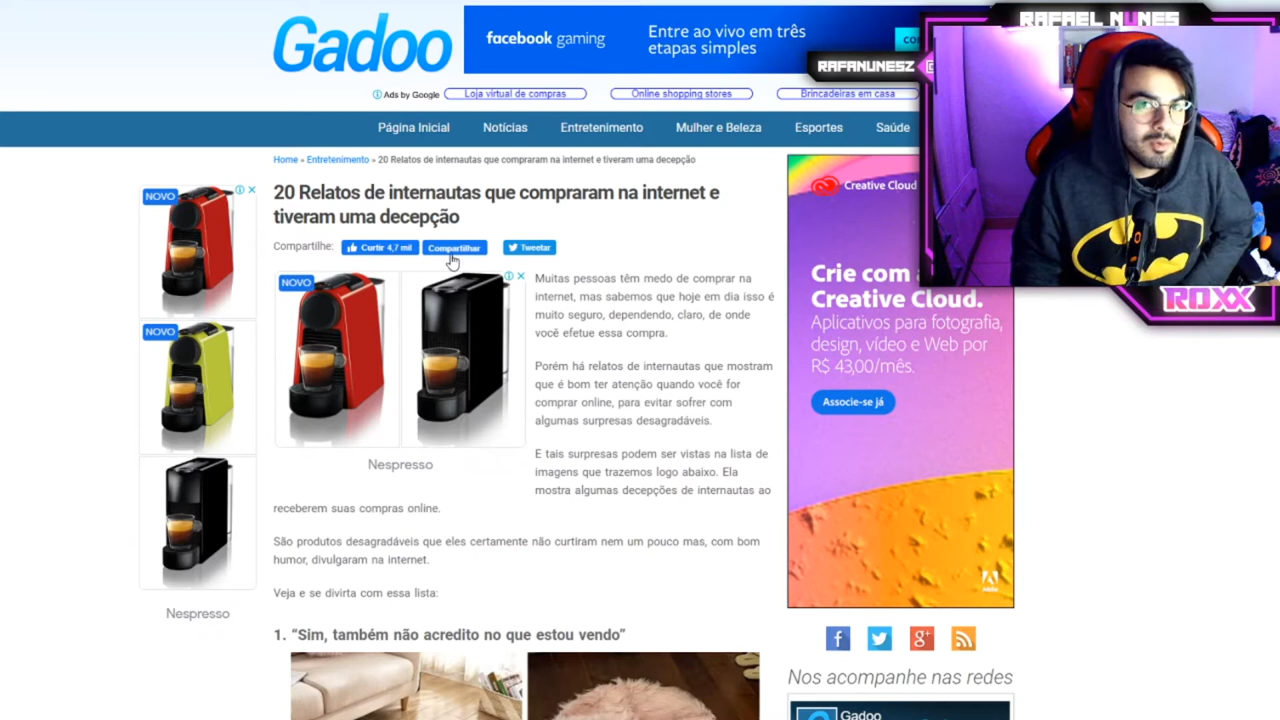 Gadoo
facebook gaming
Entre ao vivo em três
etapas simples
RAFAEL NUNES
RAFANUNESZ
Ads by Google
Loja virtual de compras
Online shopping stores
Brincadeiras em casa
Página Inicial
Notícias
Entretenimento
Mulher e Beleza
Esportes
Saúde
Home » Entretenimento » 20 Relatos de internautas que compraram na internet e tiveram uma decepção
20 Relatos de internautas que compraram na internet e
tiveram uma decepção
Compartilhe:
Curtir 4,7 mil
Compartilhar
Tweetar
NOVO
NOVO
Nespresso
NOVO
Nespresso
Muitas pessoas têm medo de comprar na
internet, mas sabemos que hoje em dia isso é
muito seguro, dependendo, claro, de onde
você efetue essa compra.
Porém há relatos de internautas que mostram
que é bom ter atenção quando você for
comprar online, para evitar sofrer com
algumas surpresas desagradáveis.
E tais surpresas podem ser vistas na lista de
imagens que trazemos logo abaixo. Ela
mostra algumas decepções de internautas ao
receberem suas compras online.
São produtos desagradáveis que eles certamente não curtiram nem um pouco mas, com bom
humor, divulgaram na internet.
Veja e se divirta com essa lista:
1. “Sim, também não acredito no que estou vendo”
Creative Cloud
Crie com a
Creative Cloud.
Aplicativos para fotografia,
design, vídeo e Web por
R$ 43,00/mês.
Associe-se já
Adobe
ROXX
Nos acompanhe nas redes
Gadoo